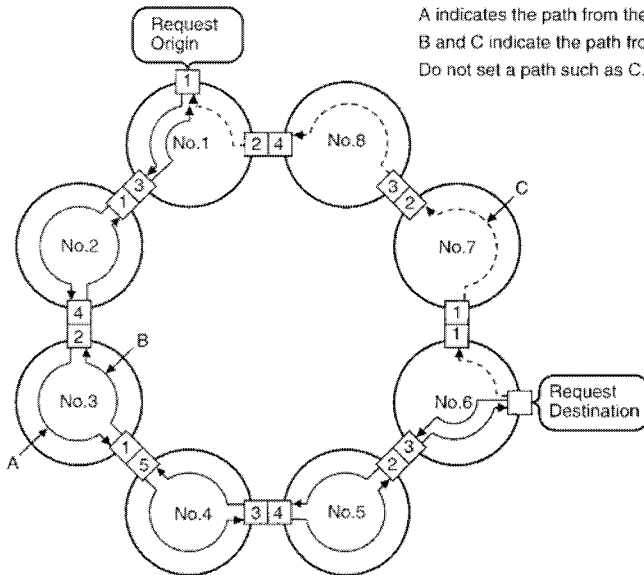 A indicates the path from the
B and C indicate the path fro
Do not set a path such as C.
Request
Origin
1
No.1
2 4
No.8
3
1
3
2
C
No.2
No.7
4
2
1
1
B
No.3
No.6
Request
Destination
A
1
5
3
2
No.4
3 4
No.5